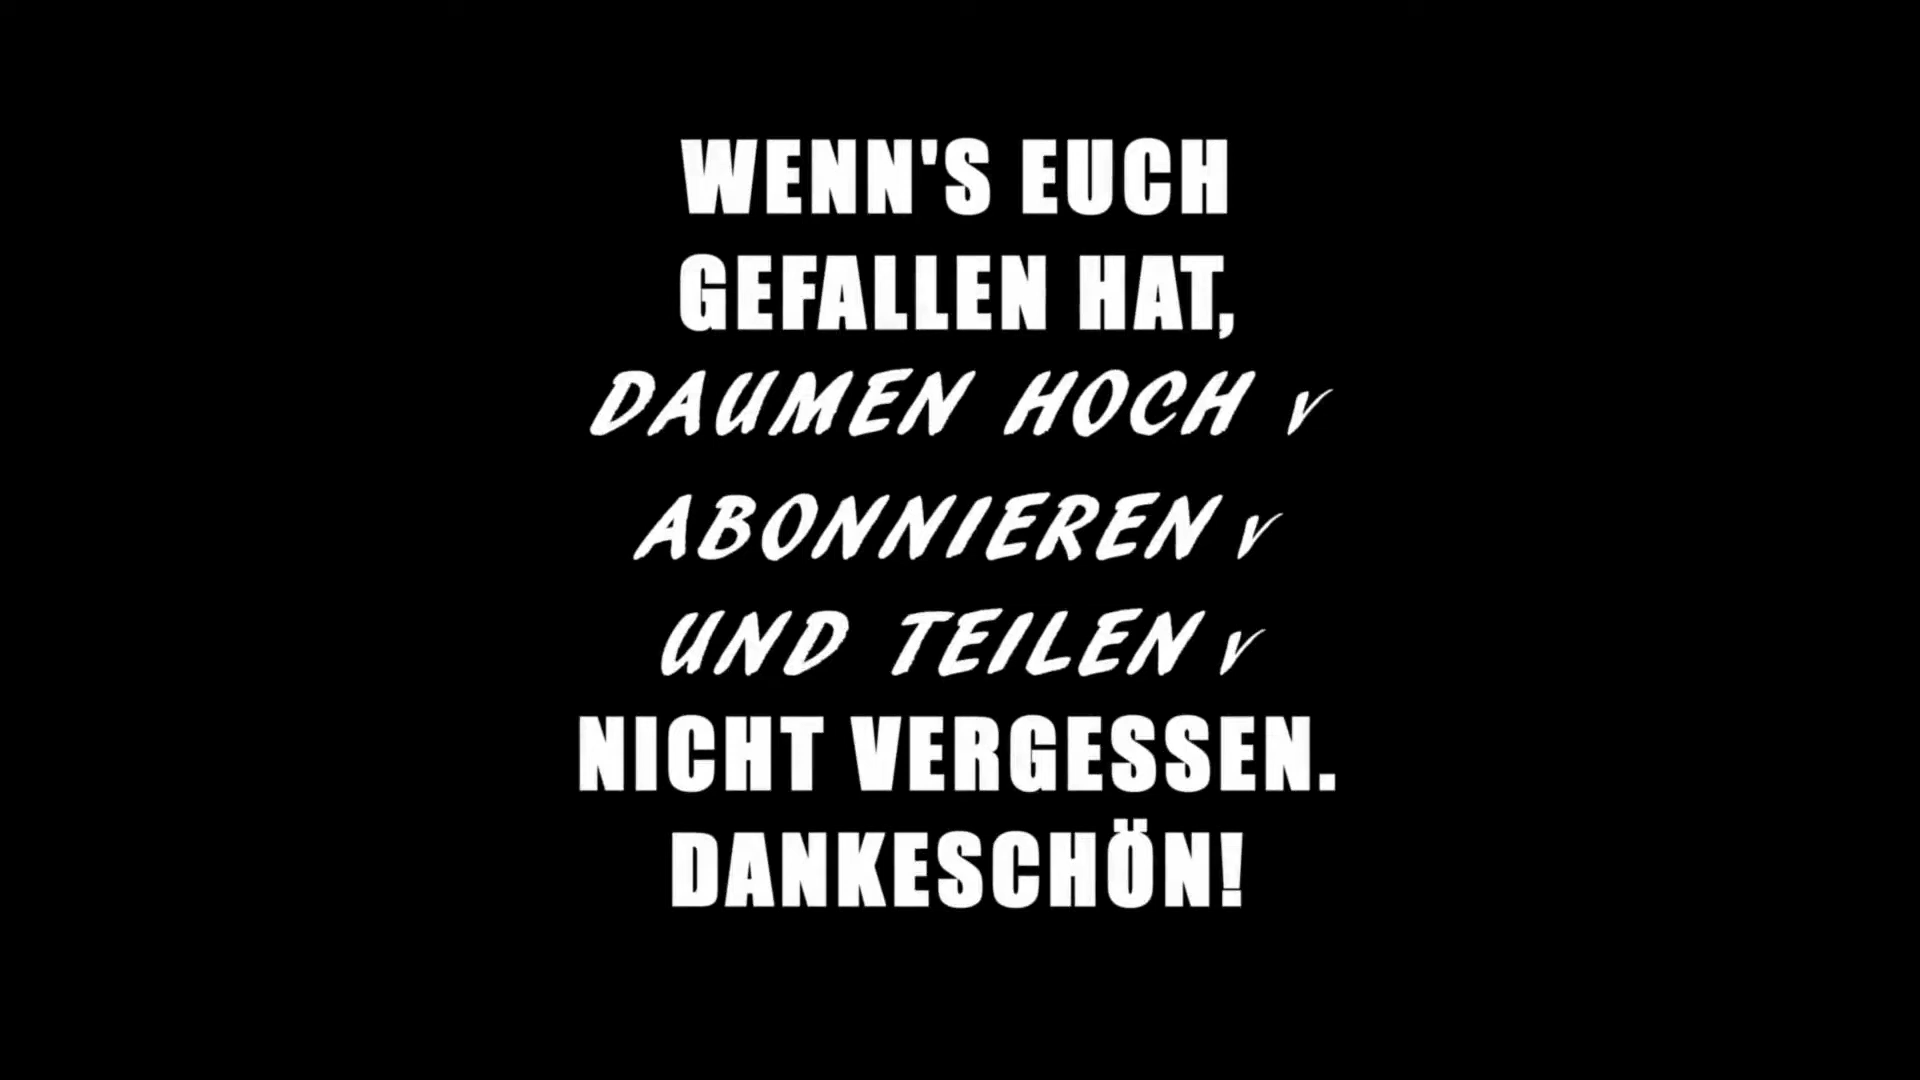 WENN'S EUCH
GEFALLEN HAT,
DAUMEN HOCH v
ABONNIEREN v
UND TEILEN v
NICHT VERGESSEN.
DANKESCHÖN!